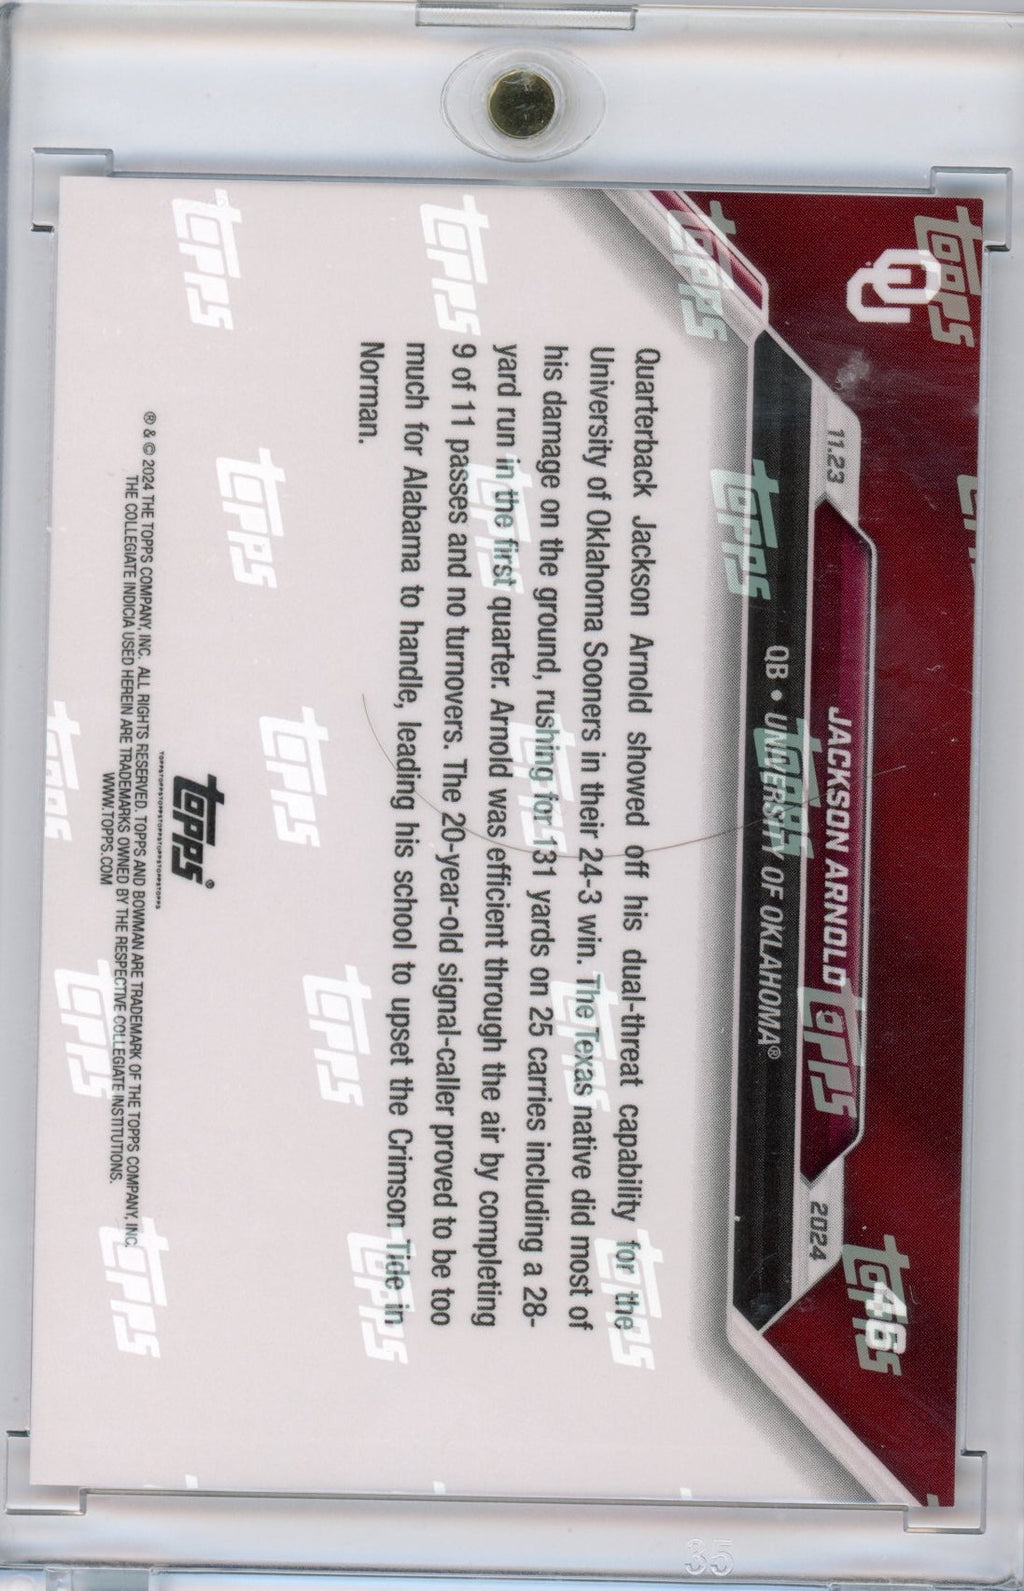 OU
11.23
JACKSON ARNOLD
2024
46
QB • UNIVERSITY OF OKLAHOMA®
Quarterback Jackson Arnold showed off his dual-threat capability for the
University of Oklahoma Sooners in their 24-3 win. The Texas native did most of
his damage on the ground, rushing for 131 yards on 25 carries including a 28-
yard run in the first quarter. Arnold was efficient through the air by completing
9 of 11 passes and no turnovers. The 20-year-old signal-caller proved to be too
much for Alabama to handle, leading his school to upset the Crimson Tide in
Norman.
topps®
® & © 2024 THE TOPPS COMPANY, INC. ALL RIGHTS RESERVED. TOPPS AND BOWMAN ARE TRADEMARK OF THE TOPPS COMPANY, INC.
THE COLLEGIATE INDICIA USED HEREIN ARE TRADEMARKS OWNED BY THE RESPECTIVE COLLEGIATE INSTITUTIONS.
WWW.TOPPS.COM
35